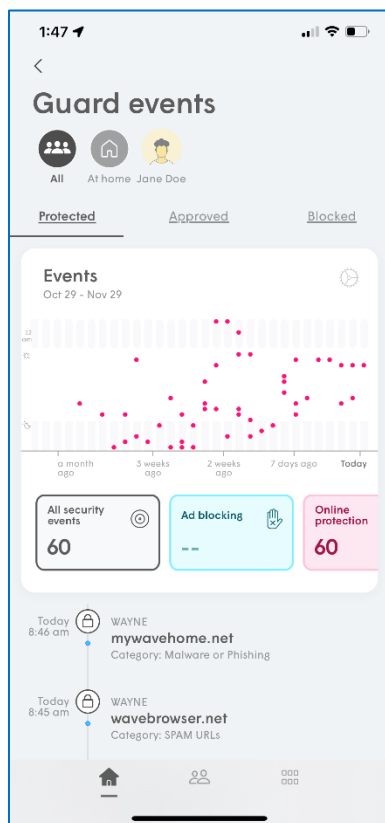 1:47
Guard events
All
At home
Jane Doe
Protected
Approved
Blocked
Events
Oct 29 - Nov 29
12
am
a month
ago
3 weeks
ago
2 weeks
ago
7 days ago
Today
All security
events
60
Ad blocking
--
Online
protection
60
Today
8:46 am
WAYNE
mywavehome.net
Category: Malware or Phishing
Today
8:45 am
WAYNE
wavebrowser.net
Category: SPAM URLs